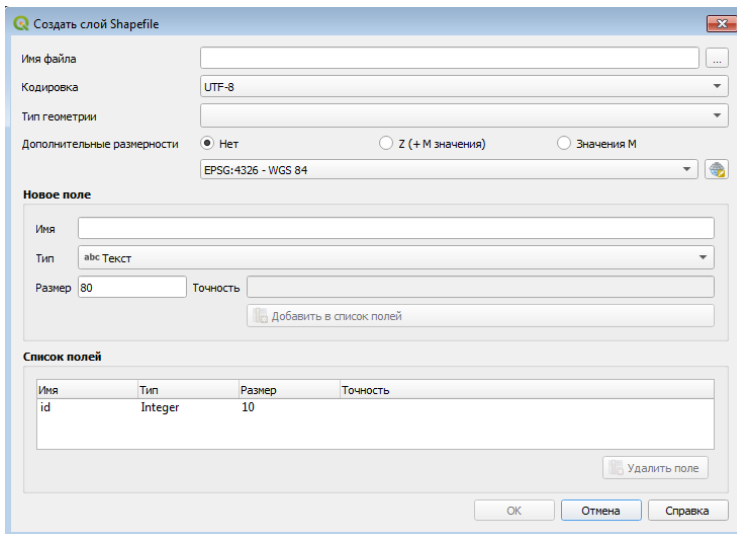 Создать слой Shapefile
Имя файла
...
Кодировка UTF-8
Тип геометрии
Дополнительные размерности Нет Z (+ M значения) Значения M
EPSG:4326 - WGS 84
Новое поле
Имя
Тип abc Текст
Размер 80 Точность
Добавить в список полей
Список полей
Имя Тип Размер Точность
id Integer 10
Удалить поле
OK Отмена Справка